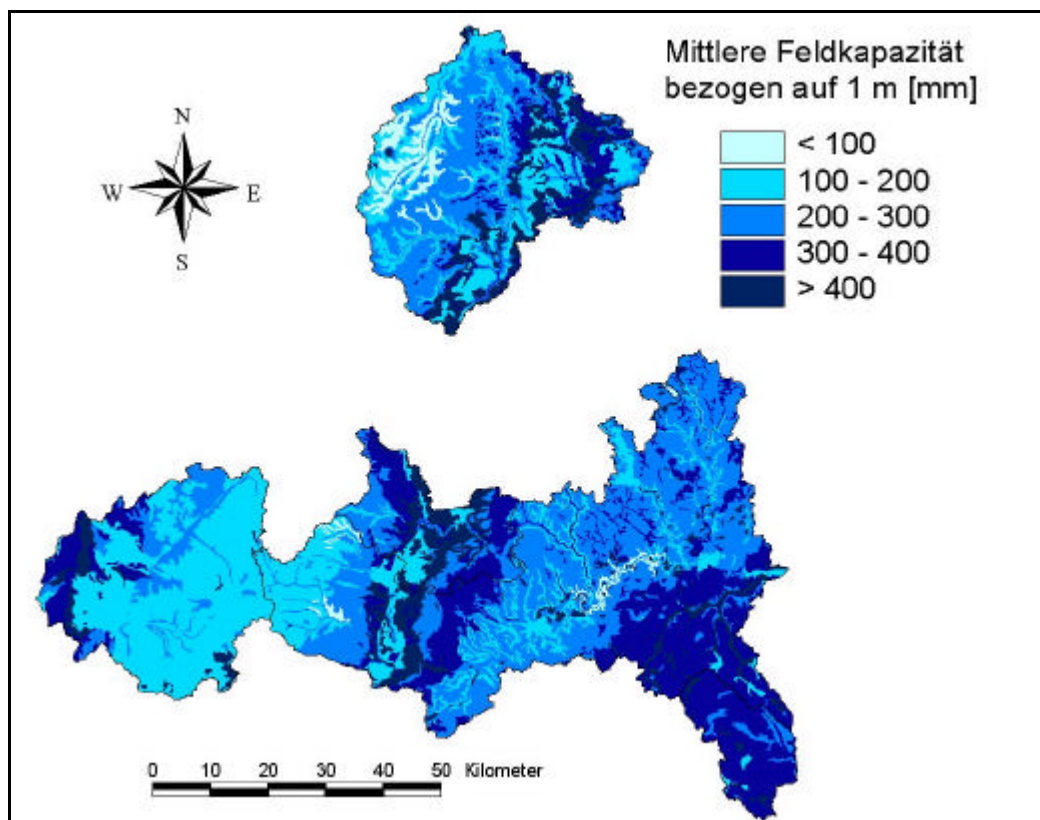 Mittlere Feldkapazität
bezogen auf 1 m [mm]
< 100
100 - 200
200 - 300
300 - 400
> 400
N
W E
S
0 10 20 30 40 50 Kilometer